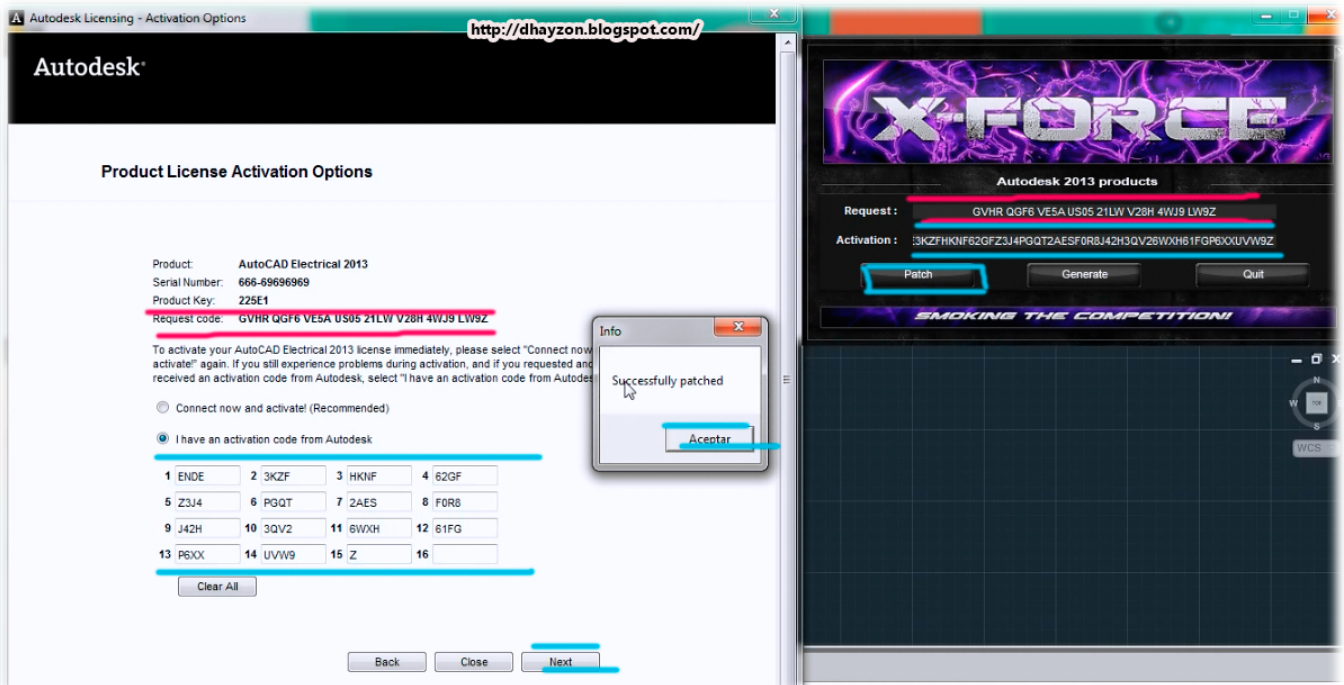 Autodesk Licensing - Activation Options
http://dhayzon.blogspot.com/
Autodesk
Product License Activation Options
Product: AutoCAD Electrical 2013
Serial Number: 666-69696969
Product Key: 225E1
Request code: GVHR QGF6 VE5A US05 21LW V28H 4WJ9 LW9Z
To activate your AutoCAD Electrical 2013 license immediately, please select "Connect now
activate!" again. If you still experience problems during activation, and if you requested and
received an activation code from Autodesk, select "I have an activation code from Autodes
Connect now and activate! (Recommended)
I have an activation code from Autodesk
1 ENDE 2 3KZF 3 HKNF 4 62GF
5 Z3J4 6 PGQT 7 2AES 8 F0R8
9 J42H 10 3QV2 11 6WXH 12 61FG
13 P6XX 14 UVW9 15 Z 16
Clear All
Back Close Next
Info
Successfully patched
Aceptar
X-FORCE
Autodesk 2013 products
Request : GVHR QGF6 VE5A US05 21LW V28H 4WJ9 LW9Z
Activation : 3KZFHKNF62GFZ3J4PGQT2AESF0R8J42H3QV26WXH61FGP6XXUVW9Z
Patch Generate Quit
SMOKING THE COMPETITION!
N
W TOP
S
WCS